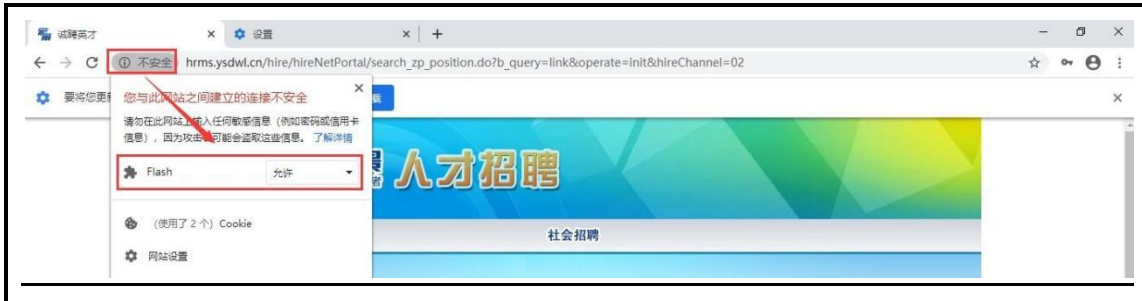 诚聘英才
设置
不安全 hrms.ysdwl.cn/hire/hireNetPortal/search_zp_position.do?b_query=link&operate=init&hireChannel=02
要将您更
您与此网站之间建立的连接不安全
请勿在此网站上输入任何敏感信息（例如密码或信用卡
信息），因为攻击者可能会盗取这些信息。 了解详情
Flash 允许
人才招聘
者
(使用了 2 个) Cookie
社会招聘
网站设置